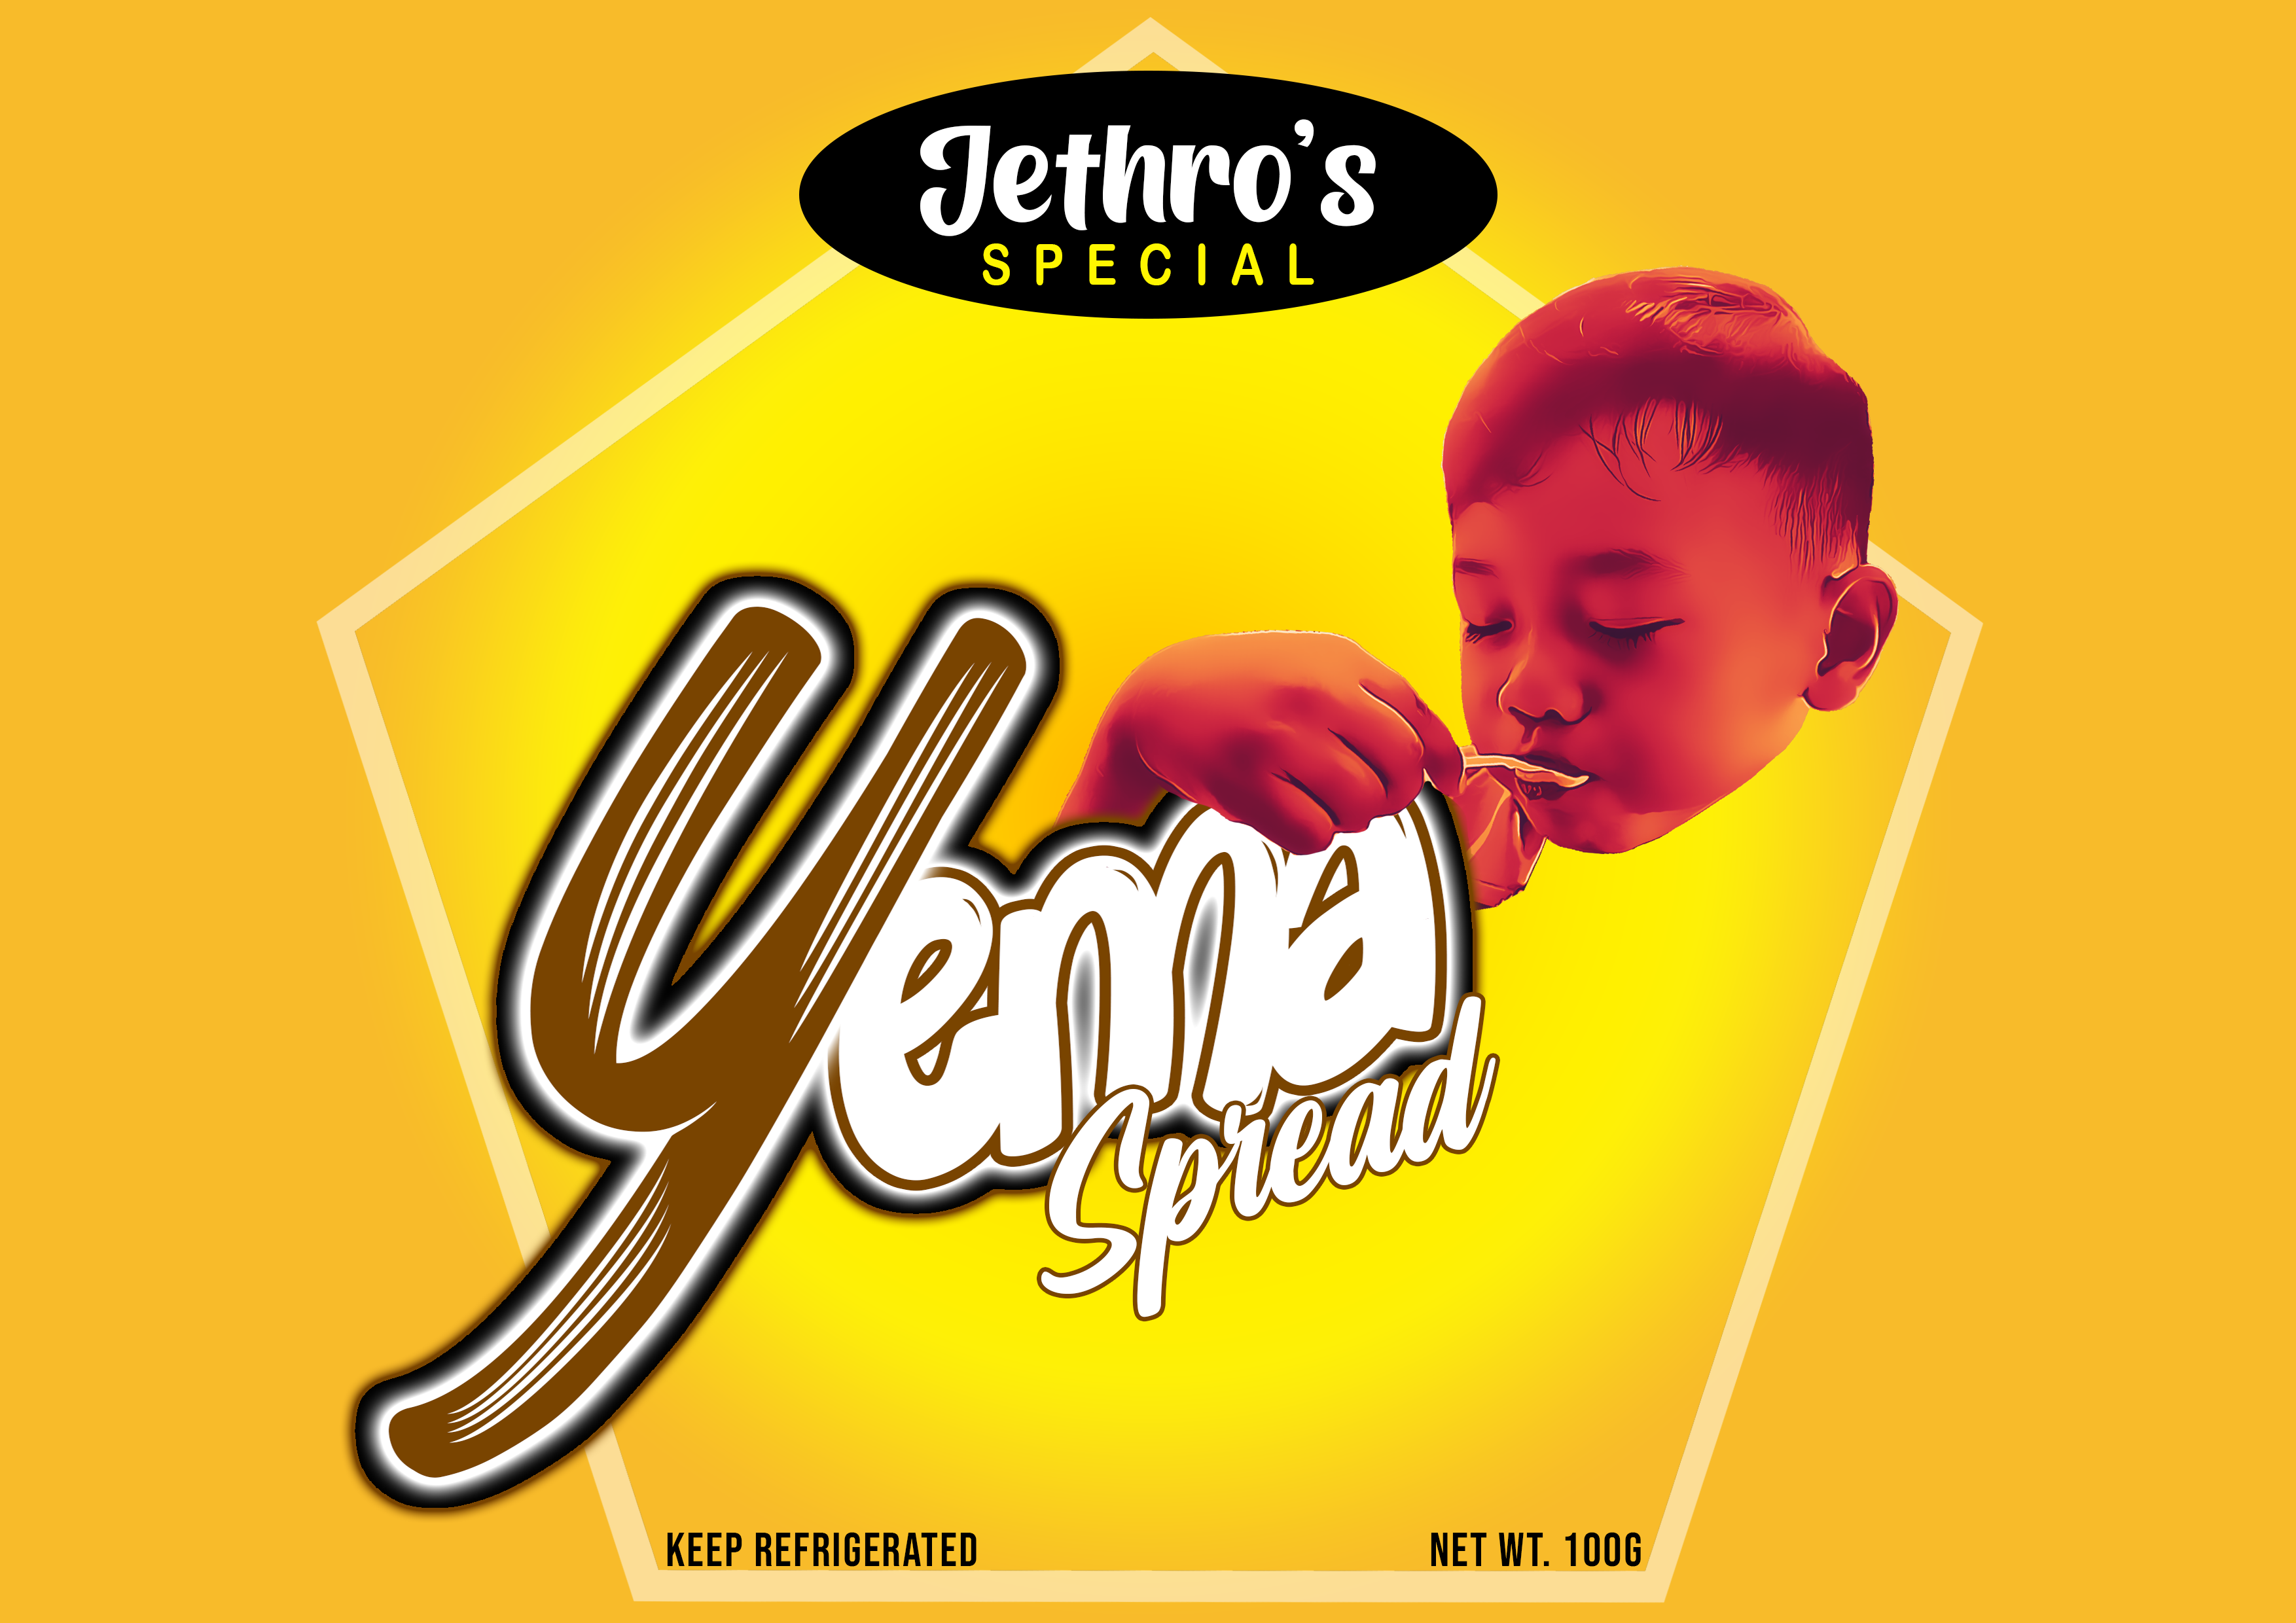 Jethro's
SPECIAL
Yema
Spread
KEEP REFRIGERATED
NET WT. 100G